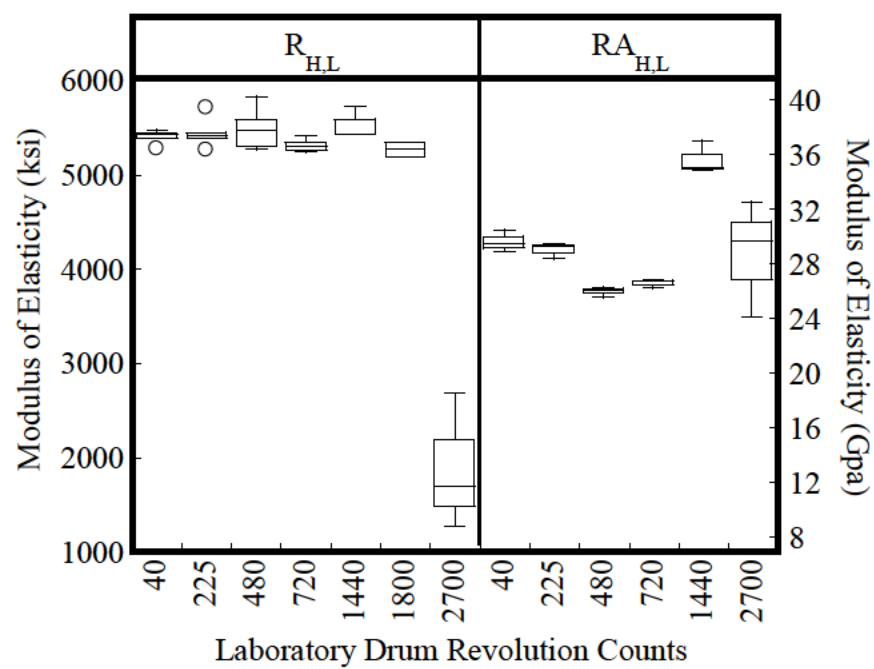 R H,L
RA H,L
Modulus of Elasticity (ksi)
6000
5000
4000
3000
2000
1000
40
36
32
28
24
20
16
12
8
Modulus of Elasticity (Gpa)
40 225 480 720 1440 1800 2700 40 225 480 720 1440 2700
Laboratory Drum Revolution Counts